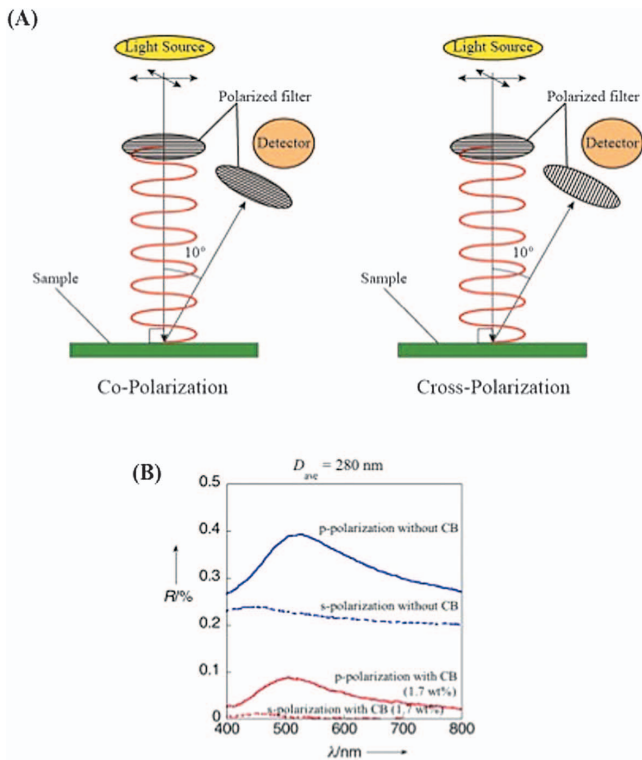 (A)
Light Source
Polarized filter
Detector
10°
Sample
Co-Polarization
Light Source
Polarized filter
Detector
10°
Sample
Cross-Polarization
(B)
Dave = 280 nm
0.5
0.4
0.3
0.2
0.1
0
R/%
p-polarization without CB
s-polarization without CB
p-polarization with CB
(1.7 wt%)
s-polarization with CB (1.7 wt%)
400 500 600 700 800
λ/nm